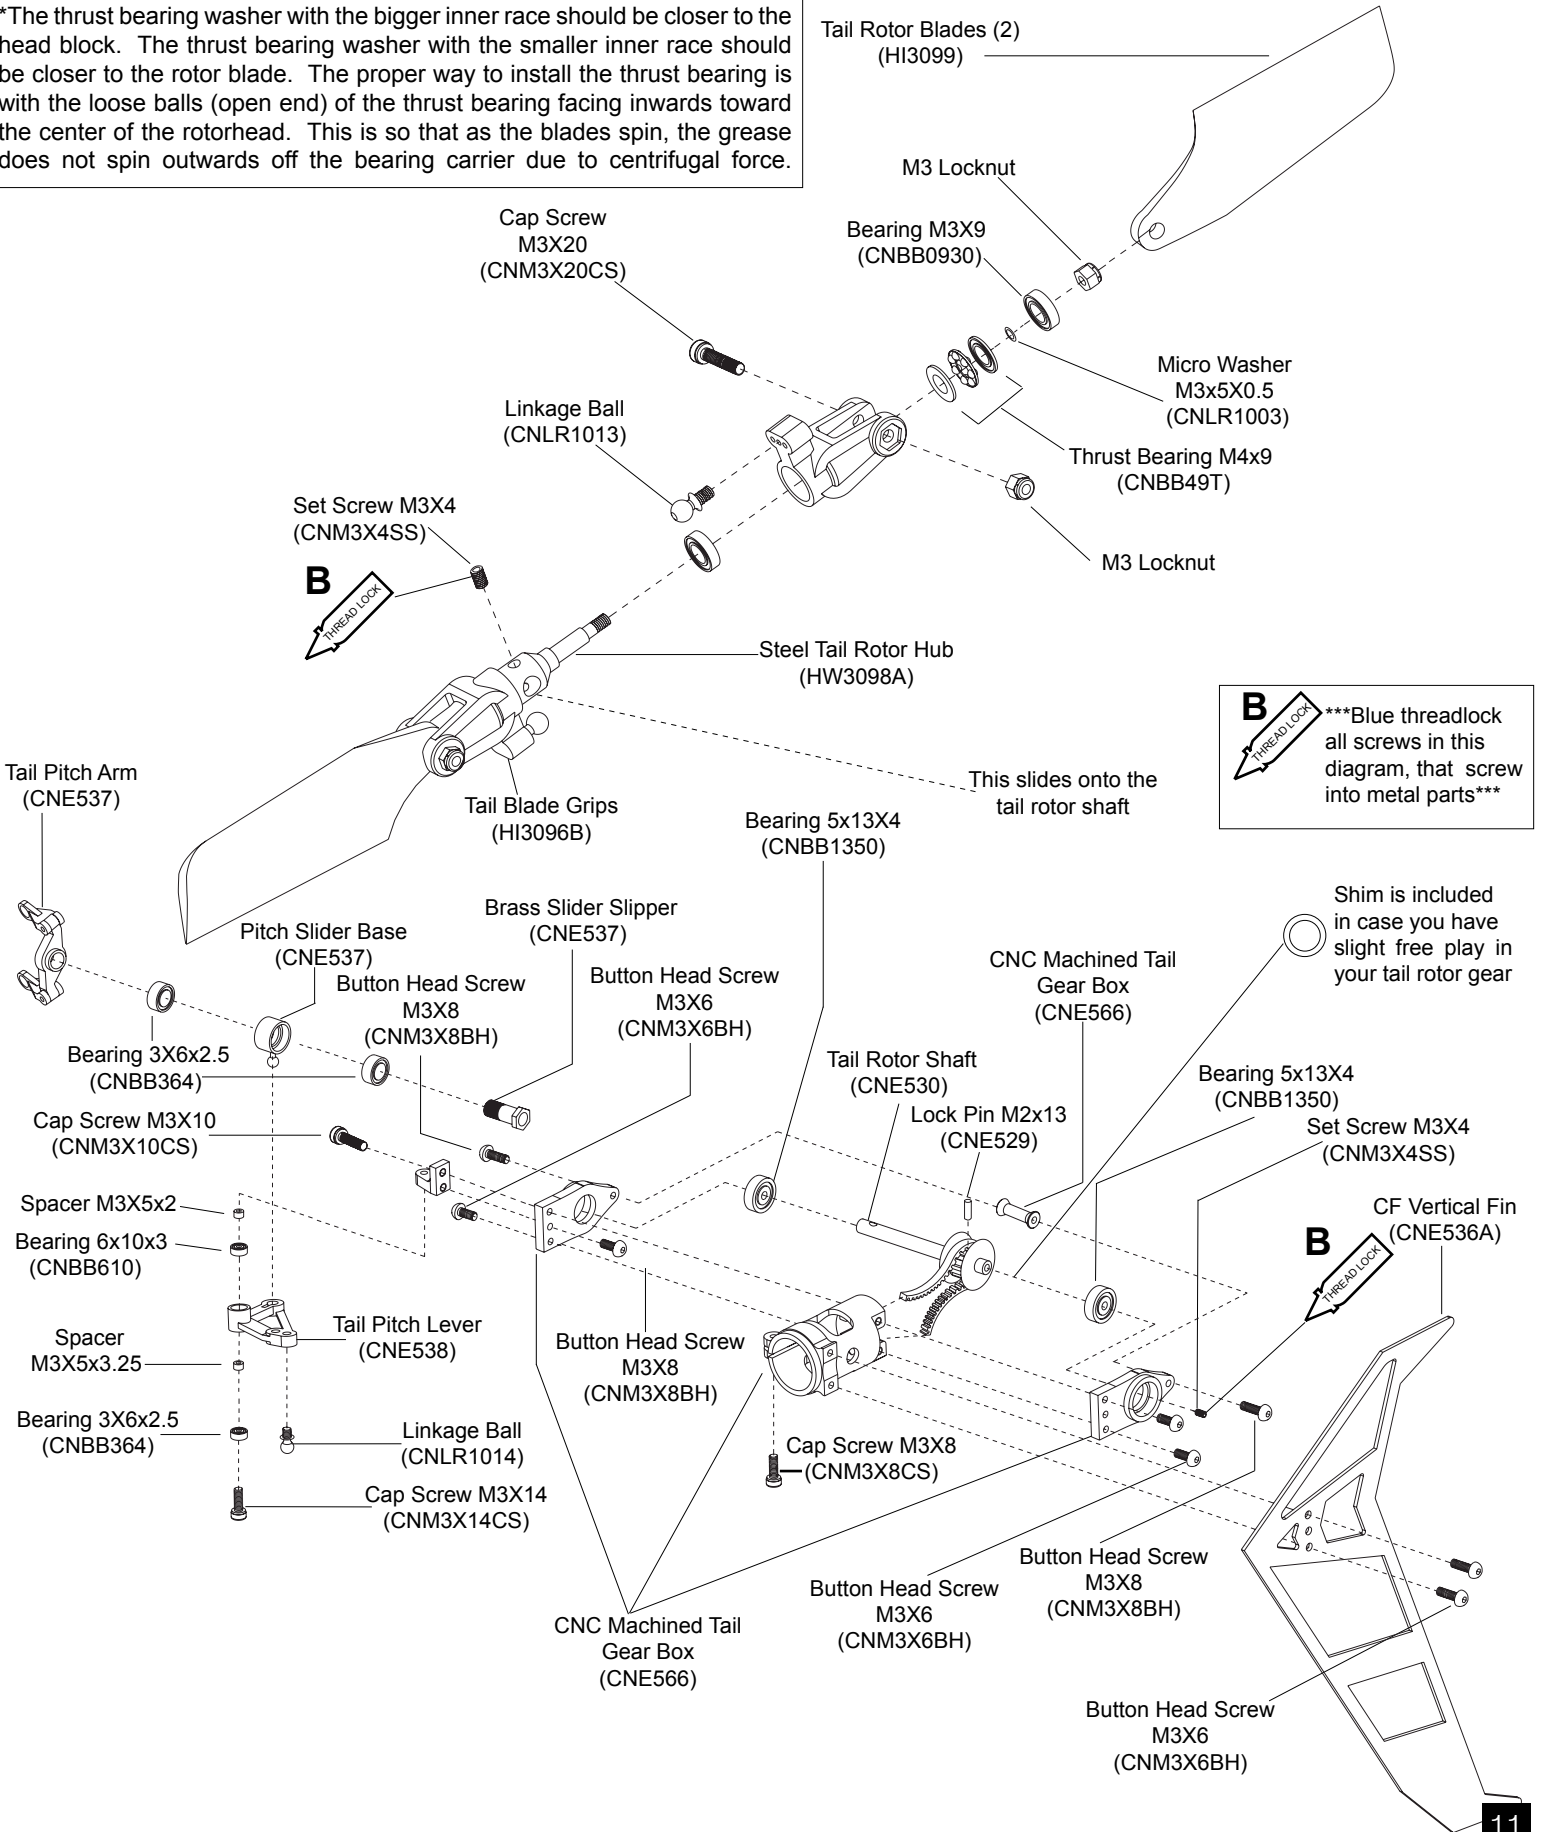 *The thrust bearing washer with the bigger inner race should be closer to the
head block. The thrust bearing washer with the smaller inner race should
be closer to the rotor blade. The proper way to install the thrust bearing is
with the loose balls (open end) of the thrust bearing facing inwards toward
the center of the rotorhead. This is so that as the blades spin, the grease
does not spin outwards off the bearing carrier due to centrifugal force.
Tail Rotor Blades (2)
(HI3099)
M3 Locknut
Cap Screw
M3X20
(CNM3X20CS)
Bearing M3X9
(CNBB0930)
Micro Washer
M3x5X0.5
(CNLR1003)
Linkage Ball
(CNLR1013)
Thrust Bearing M4x9
(CNBB49T)
Set Screw M3X4
(CNM3X4SS)
M3 Locknut
B
THREAD LOCK
Steel Tail Rotor Hub
(HW3098A)
B
THREAD LOCK
***Blue threadlock
all screws in this
diagram, that screw
into metal parts***
Tail Pitch Arm
(CNE537)
This slides onto the
tail rotor shaft
Tail Blade Grips
(HI3096B)
Bearing 5x13X4
(CNBB1350)
Shim is included
in case you have
slight free play in
your tail rotor gear
Brass Slider Slipper
(CNE537)
Pitch Slider Base
(CNE537)
Button Head Screw
M3X8
(CNM3X8BH)
Button Head Screw
M3X6
(CNM3X6BH)
CNC Machined Tail
Gear Box
(CNE566)
Bearing 3X6x2.5
(CNBB364)
Tail Rotor Shaft
(CNE530)
Bearing 5x13X4
(CNBB1350)
Lock Pin M2x13
(CNE529)
Cap Screw M3X10
(CNM3X10CS)
Set Screw M3X4
(CNM3X4SS)
Spacer M3X5x2
CF Vertical Fin
(CNE536A)
Bearing 6x10x3
(CNBB610)
B
THREAD LOCK
Tail Pitch Lever
(CNE538)
Spacer
M3X5x3.25
Button Head Screw
M3X8
(CNM3X8BH)
Bearing 3X6x2.5
(CNBB364)
Linkage Ball
(CNLR1014)
Cap Screw M3X8
(CNM3X8CS)
Cap Screw M3X14
(CNM3X14CS)
Button Head Screw
M3X8
(CNM3X8BH)
Button Head Screw
M3X6
(CNM3X6BH)
CNC Machined Tail
Gear Box
(CNE566)
Button Head Screw
M3X6
(CNM3X6BH)
11